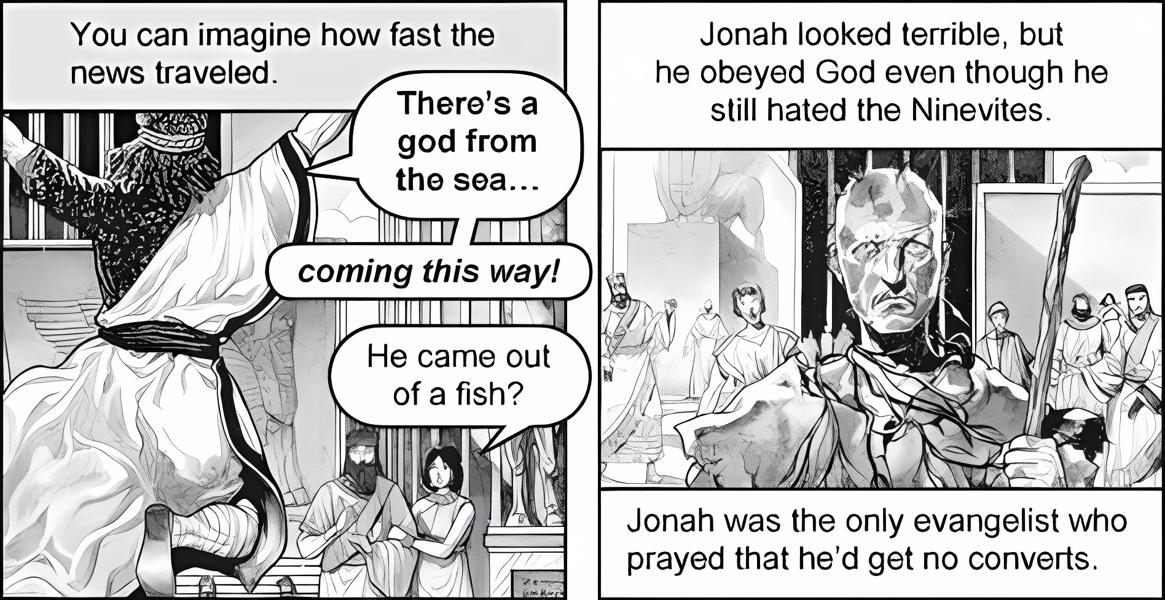 You can imagine how fast the
news traveled.
There's a
god from
the sea...
coming this way!
He came out
of a fish?
Jonah looked terrible, but
he obeyed God even though he
still hated the Ninevites.
Jonah was the only evangelist who
prayed that he'd get no converts.